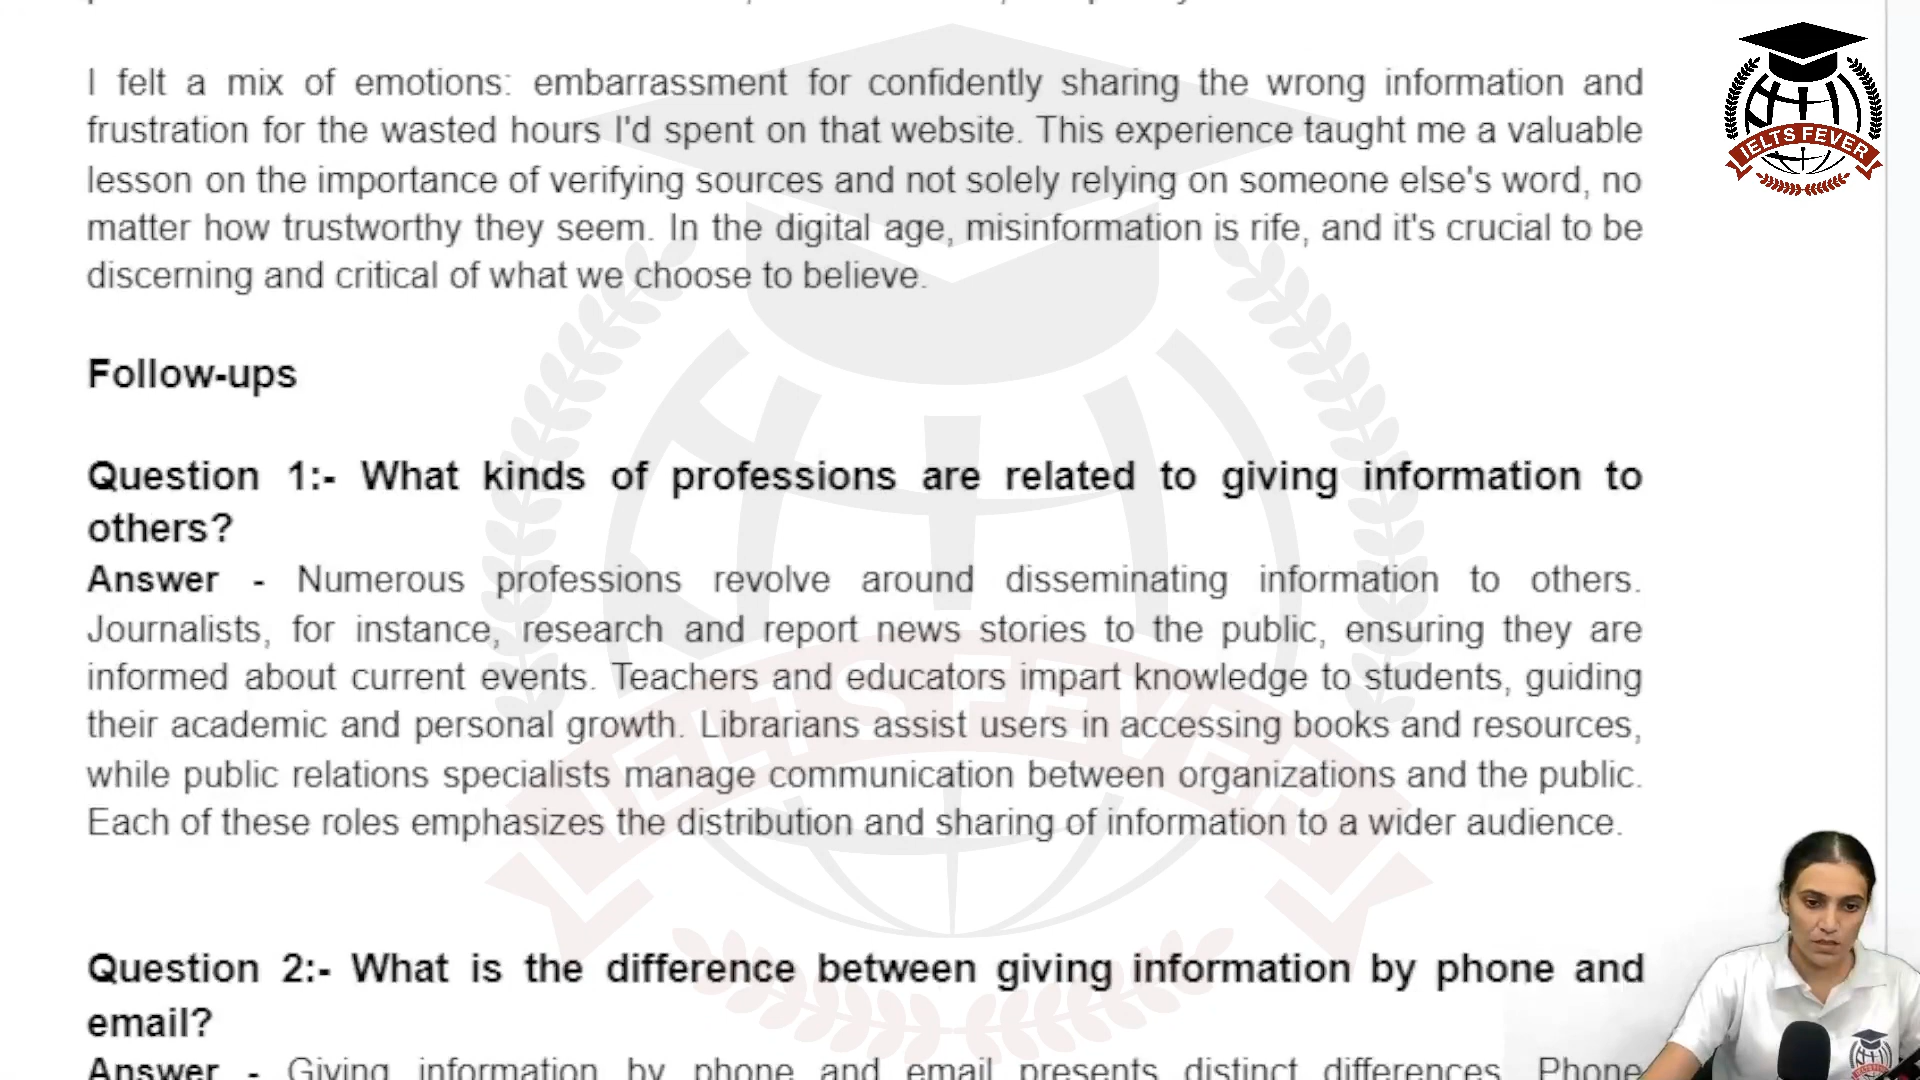 I felt a mix of emotions: embarrassment for confidently sharing the wrong information and
frustration for the wasted hours I'd spent on that website. This experience taught me a valuable
lesson on the importance of verifying sources and not solely relying on someone else's word, no
matter how trustworthy they seem. In the digital age, misinformation is rife, and it's crucial to be
discerning and critical of what we choose to believe.
Follow-ups
Question 1:- What kinds of professions are related to giving information to
others?
Answer - Numerous professions revolve around disseminating information to others.
Journalists, for instance, research and report news stories to the public, ensuring they are
informed about current events. Teachers and educators impart knowledge to students, guiding
their academic and personal growth. Librarians assist users in accessing books and resources,
while public relations specialists manage communication between organizations and the public.
Each of these roles emphasizes the distribution and sharing of information to a wider audience.
Question 2:- What is the difference between giving information by phone and
email?
Answer - Giving information by phone and email presents distinct differences. Phone
IELTS FEVER
IELTS FEVER